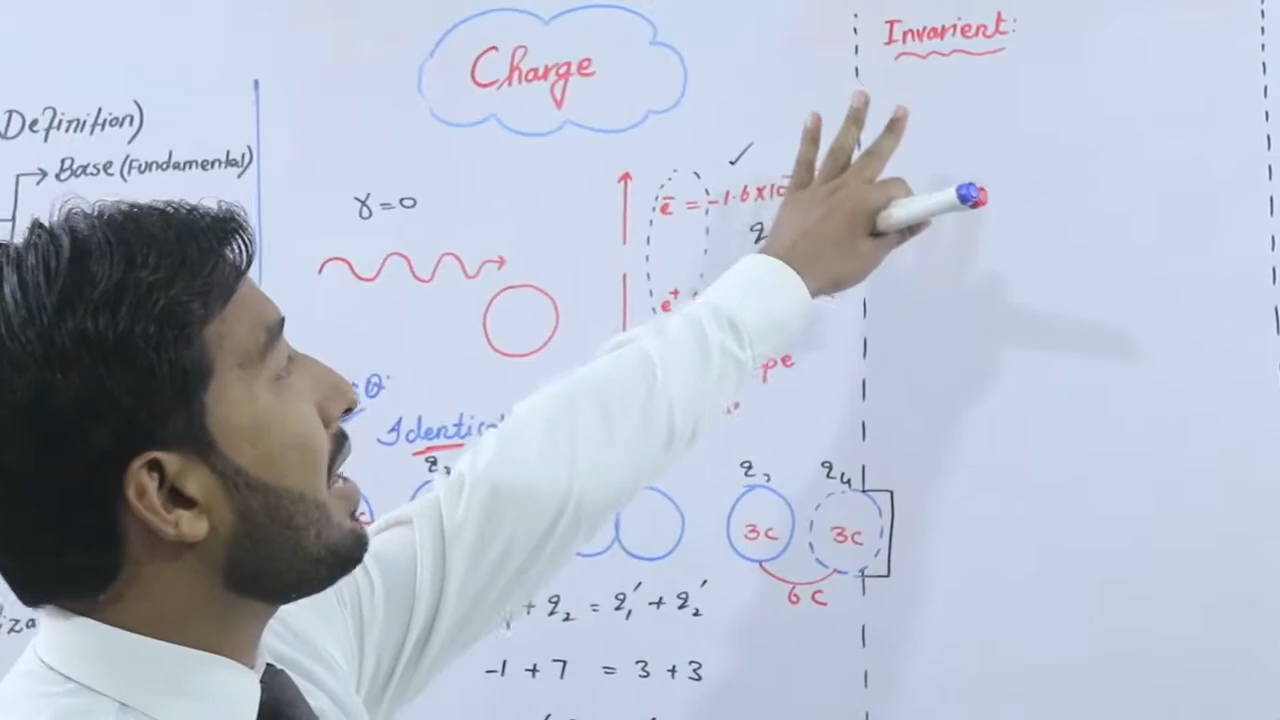 Charge
Invarient:
Definition)
Base (Fundamental)
γ=0
e̅ = -1.6×10
q
e⁺
pe
Identic
q₃ q₄
3c 3c
6C
+ q₂ = q₁′ + q₂′
-1 + 7 = 3 + 3